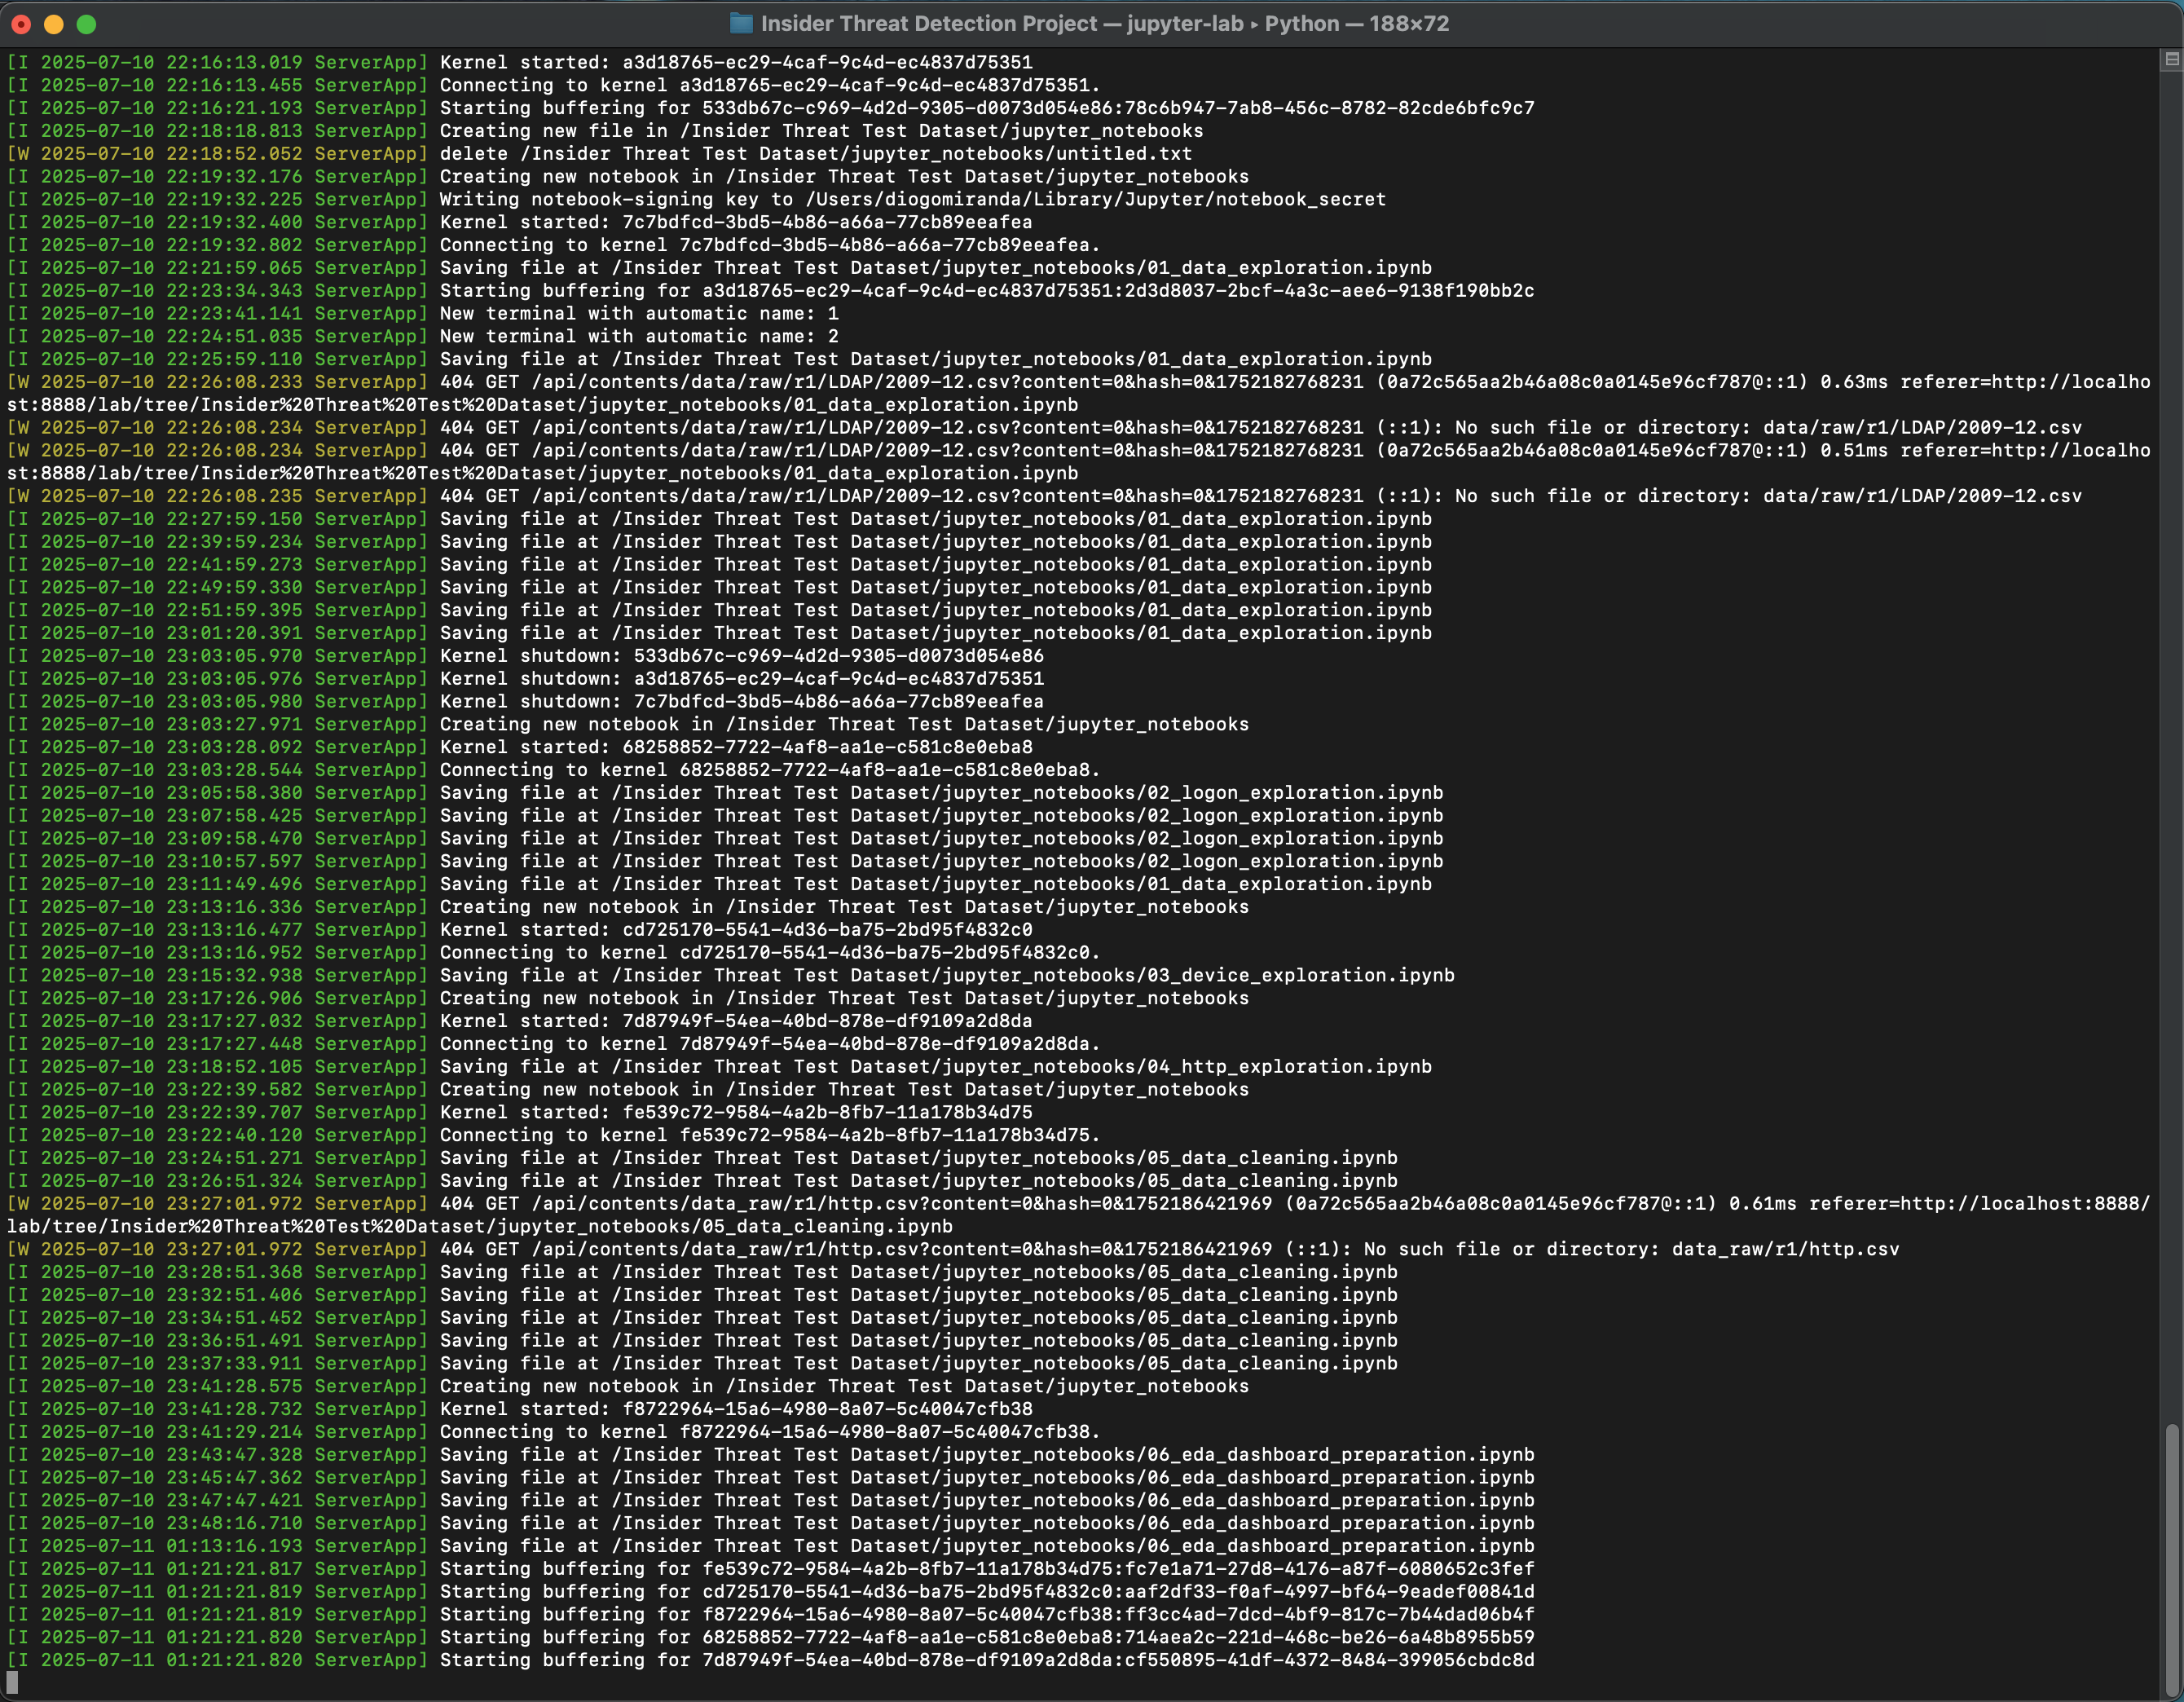 Insider Threat Detection Project — jupyter-lab ▸ Python — 188×72
[I 2025-07-10 22:16:13.019 ServerApp] Kernel started: a3d18765-ec29-4caf-9c4d-ec4837d75351
[I 2025-07-10 22:16:13.455 ServerApp] Connecting to kernel a3d18765-ec29-4caf-9c4d-ec4837d75351.
[I 2025-07-10 22:16:21.193 ServerApp] Starting buffering for 533db67c-c969-4d2d-9305-d0073d054e86:78c6b947-7ab8-456c-8782-82cde6bfc9c7
[I 2025-07-10 22:18:18.813 ServerApp] Creating new file in /Insider Threat Test Dataset/jupyter_notebooks
[W 2025-07-10 22:18:52.052 ServerApp] delete /Insider Threat Test Dataset/jupyter_notebooks/untitled.txt
[I 2025-07-10 22:19:32.176 ServerApp] Creating new notebook in /Insider Threat Test Dataset/jupyter_notebooks
[I 2025-07-10 22:19:32.225 ServerApp] Writing notebook-signing key to /Users/diogomiranda/Library/Jupyter/notebook_secret
[I 2025-07-10 22:19:32.400 ServerApp] Kernel started: 7c7bdfcd-3bd5-4b86-a66a-77cb89eeafea
[I 2025-07-10 22:19:32.802 ServerApp] Connecting to kernel 7c7bdfcd-3bd5-4b86-a66a-77cb89eeafea.
[I 2025-07-10 22:21:59.065 ServerApp] Saving file at /Insider Threat Test Dataset/jupyter_notebooks/01_data_exploration.ipynb
[I 2025-07-10 22:23:34.343 ServerApp] Starting buffering for a3d18765-ec29-4caf-9c4d-ec4837d75351:2d3d8037-2bcf-4a3c-aee6-9138f190bb2c
[I 2025-07-10 22:23:41.141 ServerApp] New terminal with automatic name: 1
[I 2025-07-10 22:24:51.035 ServerApp] New terminal with automatic name: 2
[I 2025-07-10 22:25:59.110 ServerApp] Saving file at /Insider Threat Test Dataset/jupyter_notebooks/01_data_exploration.ipynb
[W 2025-07-10 22:26:08.233 ServerApp] 404 GET /api/contents/data/raw/r1/LDAP/2009-12.csv?content=0&hash=0&1752182768231 (0a72c565aa2b46a08c0a0145e96cf787@::1) 0.63ms referer=http://localho
st:8888/lab/tree/Insider%20Threat%20Test%20Dataset/jupyter_notebooks/01_data_exploration.ipynb
[W 2025-07-10 22:26:08.234 ServerApp] 404 GET /api/contents/data/raw/r1/LDAP/2009-12.csv?content=0&hash=0&1752182768231 (::1): No such file or directory: data/raw/r1/LDAP/2009-12.csv
[W 2025-07-10 22:26:08.234 ServerApp] 404 GET /api/contents/data/raw/r1/LDAP/2009-12.csv?content=0&hash=0&1752182768231 (0a72c565aa2b46a08c0a0145e96cf787@::1) 0.51ms referer=http://localho
st:8888/lab/tree/Insider%20Threat%20Test%20Dataset/jupyter_notebooks/01_data_exploration.ipynb
[W 2025-07-10 22:26:08.235 ServerApp] 404 GET /api/contents/data/raw/r1/LDAP/2009-12.csv?content=0&hash=0&1752182768231 (::1): No such file or directory: data/raw/r1/LDAP/2009-12.csv
[I 2025-07-10 22:27:59.150 ServerApp] Saving file at /Insider Threat Test Dataset/jupyter_notebooks/01_data_exploration.ipynb
[I 2025-07-10 22:39:59.234 ServerApp] Saving file at /Insider Threat Test Dataset/jupyter_notebooks/01_data_exploration.ipynb
[I 2025-07-10 22:41:59.273 ServerApp] Saving file at /Insider Threat Test Dataset/jupyter_notebooks/01_data_exploration.ipynb
[I 2025-07-10 22:49:59.330 ServerApp] Saving file at /Insider Threat Test Dataset/jupyter_notebooks/01_data_exploration.ipynb
[I 2025-07-10 22:51:59.395 ServerApp] Saving file at /Insider Threat Test Dataset/jupyter_notebooks/01_data_exploration.ipynb
[I 2025-07-10 23:01:20.391 ServerApp] Saving file at /Insider Threat Test Dataset/jupyter_notebooks/01_data_exploration.ipynb
[I 2025-07-10 23:03:05.970 ServerApp] Kernel shutdown: 533db67c-c969-4d2d-9305-d0073d054e86
[I 2025-07-10 23:03:05.976 ServerApp] Kernel shutdown: a3d18765-ec29-4caf-9c4d-ec4837d75351
[I 2025-07-10 23:03:05.980 ServerApp] Kernel shutdown: 7c7bdfcd-3bd5-4b86-a66a-77cb89eeafea
[I 2025-07-10 23:03:27.971 ServerApp] Creating new notebook in /Insider Threat Test Dataset/jupyter_notebooks
[I 2025-07-10 23:03:28.092 ServerApp] Kernel started: 68258852-7722-4af8-aa1e-c581c8e0eba8
[I 2025-07-10 23:03:28.544 ServerApp] Connecting to kernel 68258852-7722-4af8-aa1e-c581c8e0eba8.
[I 2025-07-10 23:05:58.380 ServerApp] Saving file at /Insider Threat Test Dataset/jupyter_notebooks/02_logon_exploration.ipynb
[I 2025-07-10 23:07:58.425 ServerApp] Saving file at /Insider Threat Test Dataset/jupyter_notebooks/02_logon_exploration.ipynb
[I 2025-07-10 23:09:58.470 ServerApp] Saving file at /Insider Threat Test Dataset/jupyter_notebooks/02_logon_exploration.ipynb
[I 2025-07-10 23:10:57.597 ServerApp] Saving file at /Insider Threat Test Dataset/jupyter_notebooks/02_logon_exploration.ipynb
[I 2025-07-10 23:11:49.496 ServerApp] Saving file at /Insider Threat Test Dataset/jupyter_notebooks/01_data_exploration.ipynb
[I 2025-07-10 23:13:16.336 ServerApp] Creating new notebook in /Insider Threat Test Dataset/jupyter_notebooks
[I 2025-07-10 23:13:16.477 ServerApp] Kernel started: cd725170-5541-4d36-ba75-2bd95f4832c0
[I 2025-07-10 23:13:16.952 ServerApp] Connecting to kernel cd725170-5541-4d36-ba75-2bd95f4832c0.
[I 2025-07-10 23:15:32.938 ServerApp] Saving file at /Insider Threat Test Dataset/jupyter_notebooks/03_device_exploration.ipynb
[I 2025-07-10 23:17:26.906 ServerApp] Creating new notebook in /Insider Threat Test Dataset/jupyter_notebooks
[I 2025-07-10 23:17:27.032 ServerApp] Kernel started: 7d87949f-54ea-40bd-878e-df9109a2d8da
[I 2025-07-10 23:17:27.448 ServerApp] Connecting to kernel 7d87949f-54ea-40bd-878e-df9109a2d8da.
[I 2025-07-10 23:18:52.105 ServerApp] Saving file at /Insider Threat Test Dataset/jupyter_notebooks/04_http_exploration.ipynb
[I 2025-07-10 23:22:39.582 ServerApp] Creating new notebook in /Insider Threat Test Dataset/jupyter_notebooks
[I 2025-07-10 23:22:39.707 ServerApp] Kernel started: fe539c72-9584-4a2b-8fb7-11a178b34d75
[I 2025-07-10 23:22:40.120 ServerApp] Connecting to kernel fe539c72-9584-4a2b-8fb7-11a178b34d75.
[I 2025-07-10 23:24:51.271 ServerApp] Saving file at /Insider Threat Test Dataset/jupyter_notebooks/05_data_cleaning.ipynb
[I 2025-07-10 23:26:51.324 ServerApp] Saving file at /Insider Threat Test Dataset/jupyter_notebooks/05_data_cleaning.ipynb
[W 2025-07-10 23:27:01.972 ServerApp] 404 GET /api/contents/data_raw/r1/http.csv?content=0&hash=0&1752186421969 (0a72c565aa2b46a08c0a0145e96cf787@::1) 0.61ms referer=http://localhost:8888/
lab/tree/Insider%20Threat%20Test%20Dataset/jupyter_notebooks/05_data_cleaning.ipynb
[W 2025-07-10 23:27:01.972 ServerApp] 404 GET /api/contents/data_raw/r1/http.csv?content=0&hash=0&1752186421969 (::1): No such file or directory: data_raw/r1/http.csv
[I 2025-07-10 23:28:51.368 ServerApp] Saving file at /Insider Threat Test Dataset/jupyter_notebooks/05_data_cleaning.ipynb
[I 2025-07-10 23:32:51.406 ServerApp] Saving file at /Insider Threat Test Dataset/jupyter_notebooks/05_data_cleaning.ipynb
[I 2025-07-10 23:34:51.452 ServerApp] Saving file at /Insider Threat Test Dataset/jupyter_notebooks/05_data_cleaning.ipynb
[I 2025-07-10 23:36:51.491 ServerApp] Saving file at /Insider Threat Test Dataset/jupyter_notebooks/05_data_cleaning.ipynb
[I 2025-07-10 23:37:33.911 ServerApp] Saving file at /Insider Threat Test Dataset/jupyter_notebooks/05_data_cleaning.ipynb
[I 2025-07-10 23:41:28.575 ServerApp] Creating new notebook in /Insider Threat Test Dataset/jupyter_notebooks
[I 2025-07-10 23:41:28.732 ServerApp] Kernel started: f8722964-15a6-4980-8a07-5c40047cfb38
[I 2025-07-10 23:41:29.214 ServerApp] Connecting to kernel f8722964-15a6-4980-8a07-5c40047cfb38.
[I 2025-07-10 23:43:47.328 ServerApp] Saving file at /Insider Threat Test Dataset/jupyter_notebooks/06_eda_dashboard_preparation.ipynb
[I 2025-07-10 23:45:47.362 ServerApp] Saving file at /Insider Threat Test Dataset/jupyter_notebooks/06_eda_dashboard_preparation.ipynb
[I 2025-07-10 23:47:47.421 ServerApp] Saving file at /Insider Threat Test Dataset/jupyter_notebooks/06_eda_dashboard_preparation.ipynb
[I 2025-07-10 23:48:16.710 ServerApp] Saving file at /Insider Threat Test Dataset/jupyter_notebooks/06_eda_dashboard_preparation.ipynb
[I 2025-07-11 01:13:16.193 ServerApp] Saving file at /Insider Threat Test Dataset/jupyter_notebooks/06_eda_dashboard_preparation.ipynb
[I 2025-07-11 01:21:21.817 ServerApp] Starting buffering for fe539c72-9584-4a2b-8fb7-11a178b34d75:fc7e1a71-27d8-4176-a87f-6080652c3fef
[I 2025-07-11 01:21:21.819 ServerApp] Starting buffering for cd725170-5541-4d36-ba75-2bd95f4832c0:aaf2df33-f0af-4997-bf64-9eadef00841d
[I 2025-07-11 01:21:21.819 ServerApp] Starting buffering for f8722964-15a6-4980-8a07-5c40047cfb38:ff3cc4ad-7dcd-4bf9-817c-7b44dad06b4f
[I 2025-07-11 01:21:21.820 ServerApp] Starting buffering for 68258852-7722-4af8-aa1e-c581c8e0eba8:714aea2c-221d-468c-be26-6a48b8955b59
[I 2025-07-11 01:21:21.820 ServerApp] Starting buffering for 7d87949f-54ea-40bd-878e-df9109a2d8da:cf550895-41df-4372-8484-399056cbdc8d